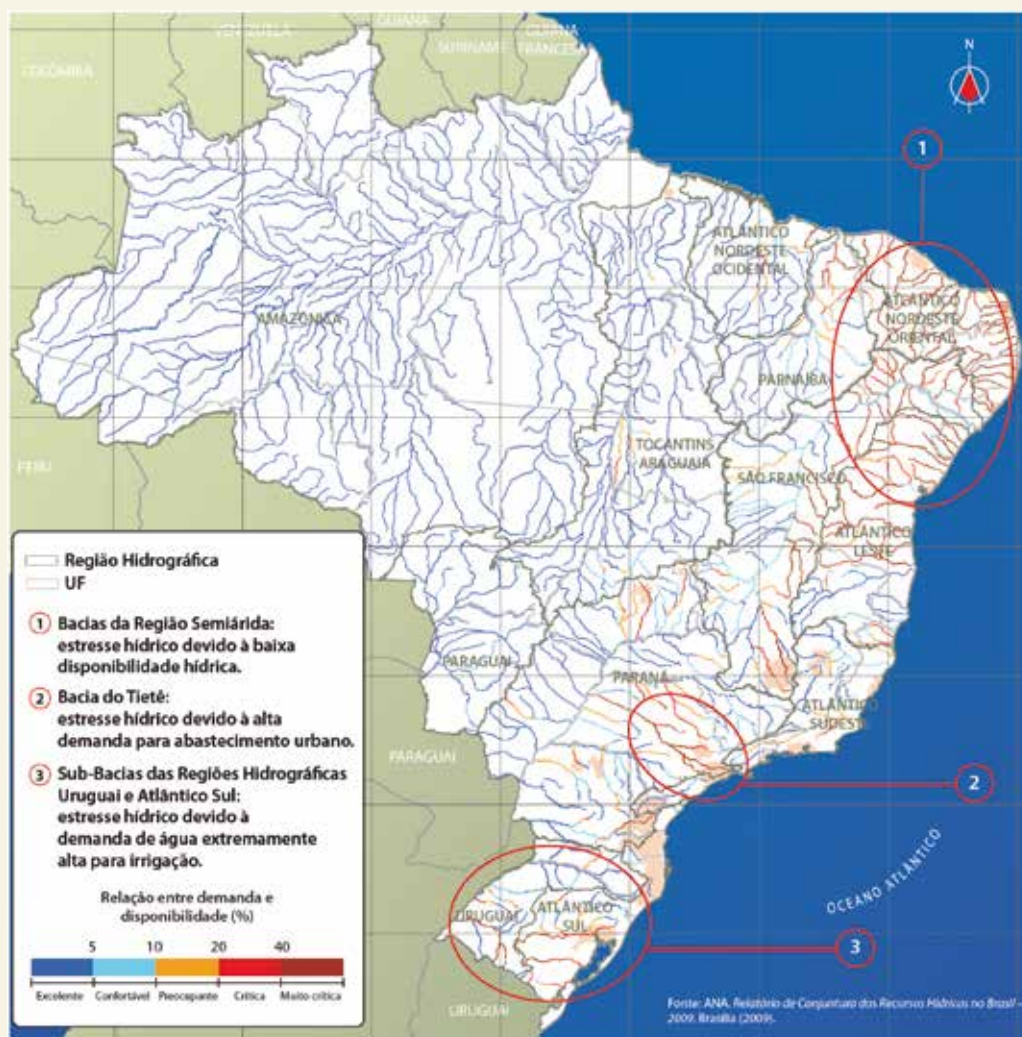 GUIANA
VENEZUELA
SURINAME
GUIANA
FRANCESA
COLÔMBIA
N
1
ATLÂNTICO
NORDESTE
OCIDENTAL
ATLÂNTICO
NORDESTE
ORIENTAL
AMAZÔNICA
PARNAÍBA
PERU
TOCANTINS
ARAGUAIA
SÃO FRANCISCO
ATLÂNTICO
LESTE
PARAGUAI
PARANÁ
ATLÂNTICO
SUDESTE
PARAGUAI
2
OCEANO ATLÂNTICO
URUGUAI
ATLÂNTICO
SUL
3
URUGUAI
Região Hidrográfica
UF
1 Bacias da Região Semiárida:
estresse hídrico devido à baixa
disponibilidade hídrica.
2 Bacia do Tietê:
estresse hídrico devido à alta
demanda para abastecimento urbano.
3 Sub-Bacias das Regiões Hidrográficas
Uruguai e Atlântico Sul:
estresse hídrico devido à
demanda de água extremamente
alta para irrigação.
Relação entre demanda e
disponibilidade (%)
5 10 20 40
Excelente Confortável Preocupante Crítica Muito crítica
Fonte: ANA. Relatório de Conjuntura dos Recursos Hídricos no Brasil –
2009. Brasília (2009).